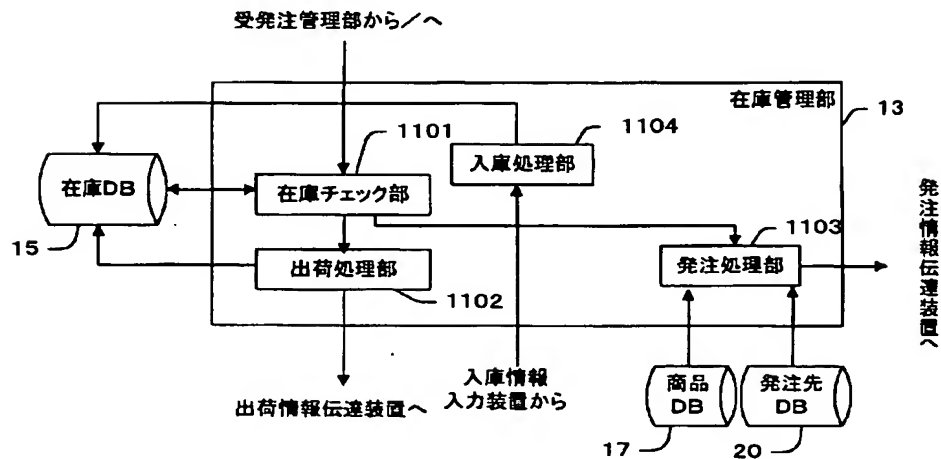 受発注管理部から／へ
在庫管理部
13
1101
1104
入庫処理部
在庫DB
在庫チェック部
15
1103
出荷処理部
発注処理部
1102
発注情報伝達装置へ
入庫情報
入力装置から
出荷情報伝達装置へ
商品
DB
発注先
DB
17
20